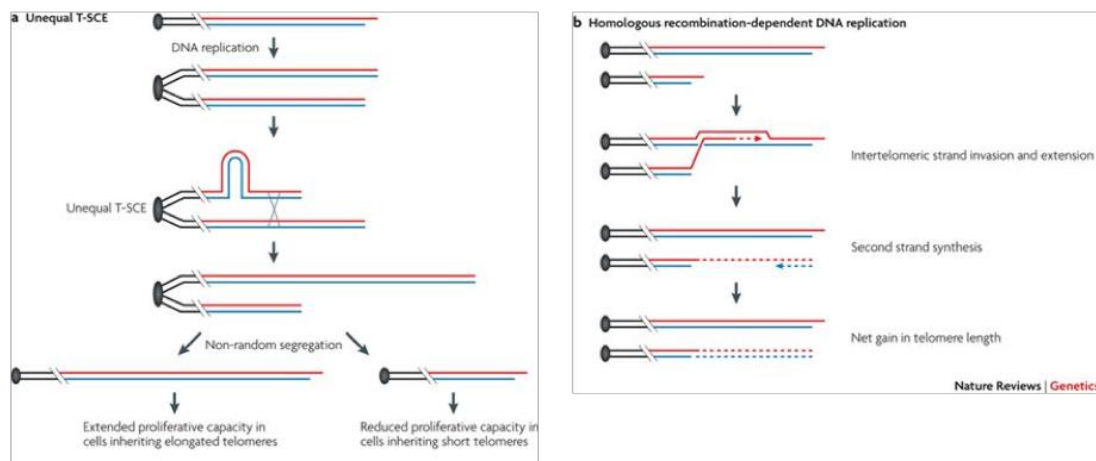 a Unequal T-SCE
DNA replication
Unequal T-SCE
Non-random segregation
Extended proliferative capacity in
cells inheriting elongated telomeres
Reduced proliferative capacity in
cells inheriting short telomeres
b Homologous recombination-dependent DNA replication
Intertelomeric strand invasion and extension
Second strand synthesis
Net gain in telomere length
Nature Reviews | Genetics